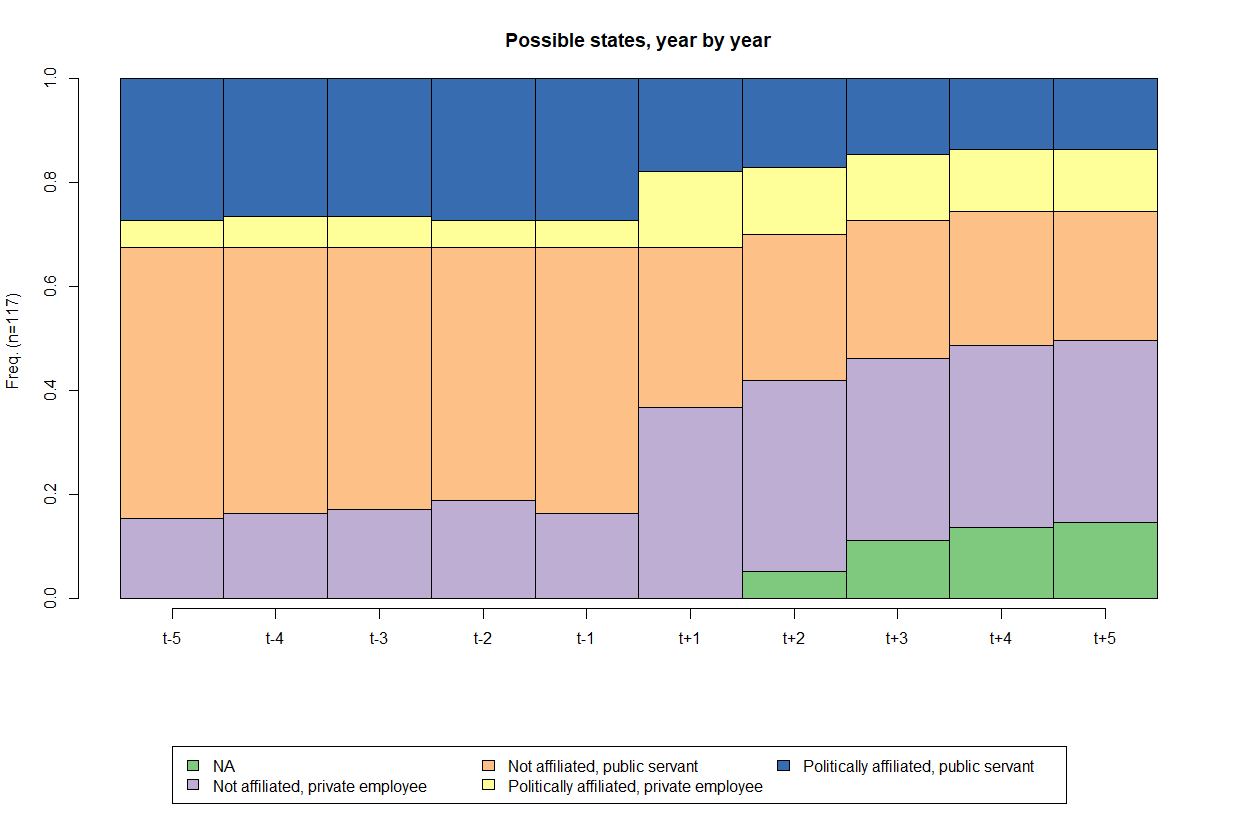 Possible states, year by year
1.0
0.8
0.6
0.4
0.2
0.0
Freq. (n=117)
t-5 t-4 t-3 t-2 t-1 t+1 t+2 t+3 t+4 t+5
NA Not affiliated, public servant Politically affiliated, public servant
Not affiliated, private employee Politically affiliated, private employee